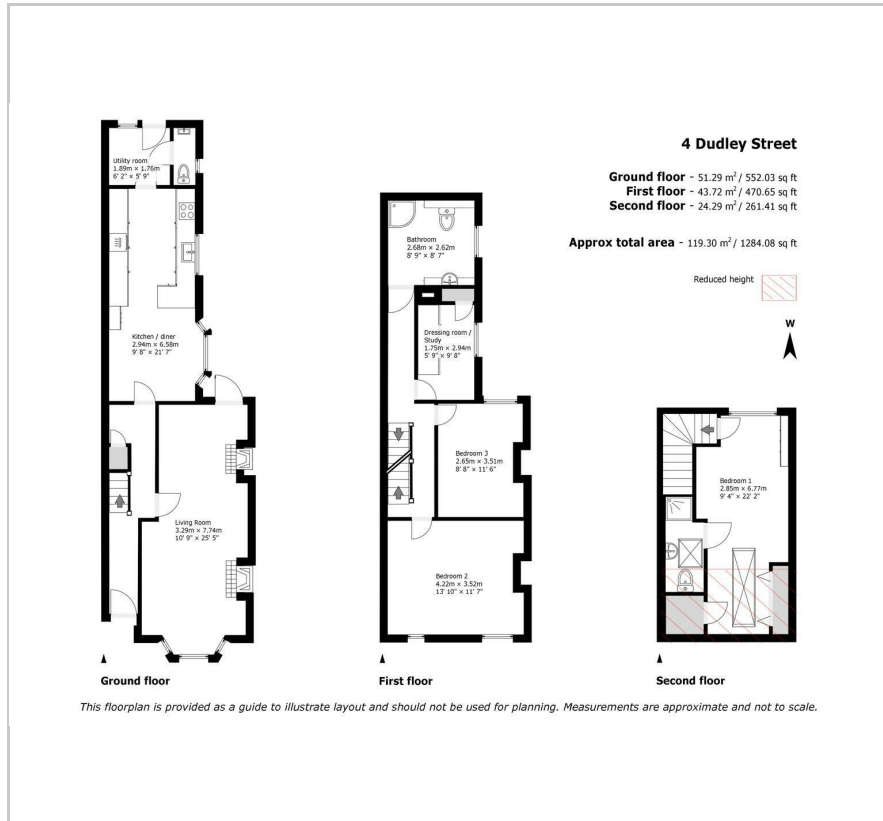 4 Dudley Street
Ground floor - 51.29 m² / 552.03 sq ft
First floor - 43.72 m² / 470.65 sq ft
Second floor - 24.29 m² / 261.41 sq ft
Approx total area - 119.30 m² / 1284.08 sq ft
Reduced height
W
Utility room
1.89m × 1.76m
6' 2" × 5' 9"
Kitchen / diner
2.94m × 6.58m
9' 8" × 21' 7"
Living Room
3.29m × 7.74m
10' 9" × 25' 5"
Ground floor
Bathroom
2.68m × 2.62m
8' 9" × 8' 7"
Dressing room /
Study
1.75m × 2.94m
5' 9" × 9' 8"
Bedroom 3
2.65m × 3.51m
8' 8" × 11' 6"
Bedroom 2
4.22m × 3.52m
13' 10" × 11' 7"
First floor
Bedroom 1
2.85m × 6.77m
9' 4" × 22' 2"
Second floor
This floorplan is provided as a guide to illustrate layout and should not be used for planning. Measurements are approximate and not to scale.